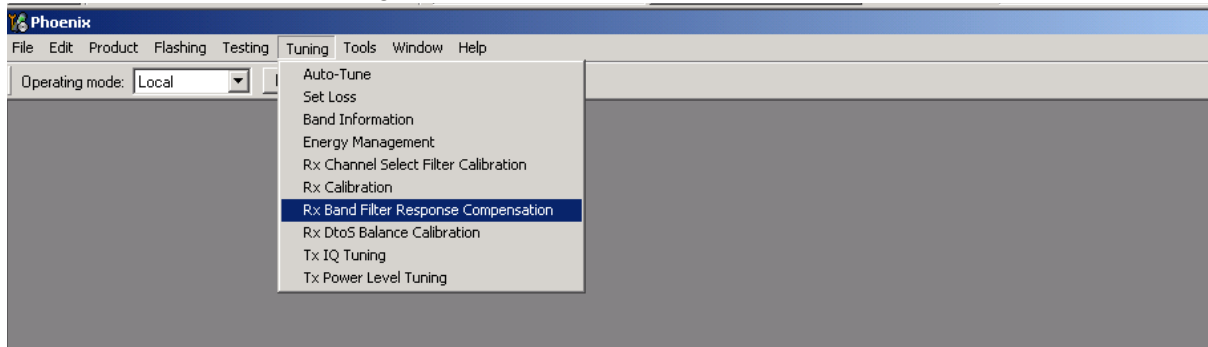 Phoenix
File Edit Product Flashing Testing Tuning Tools Window Help
Operating mode: Local
Auto-Tune
Set Loss
Band Information
Energy Management
Rx Channel Select Filter Calibration
Rx Calibration
Rx Band Filter Response Compensation
Rx DtoS Balance Calibration
Tx IQ Tuning
Tx Power Level Tuning